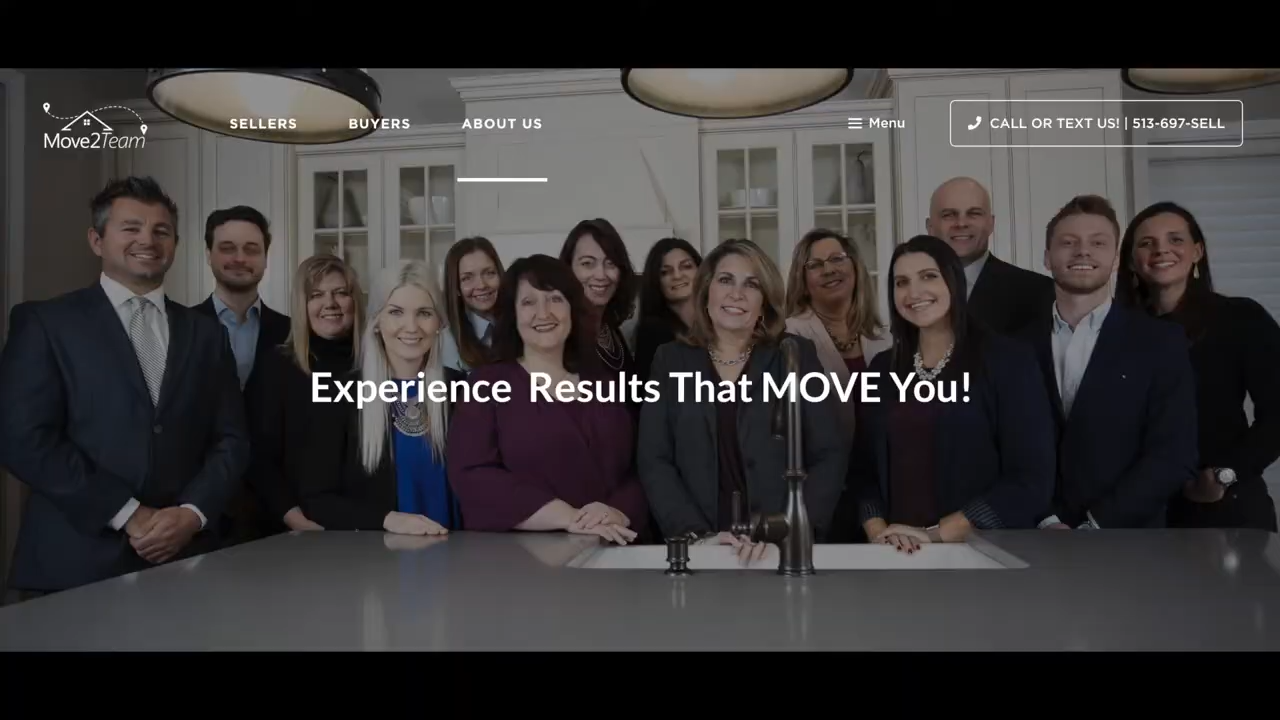 Move2Team
SELLERS
BUYERS
ABOUT US
Menu
CALL OR TEXT US! | 513-697-SELL
Experience Results That MOVE You!